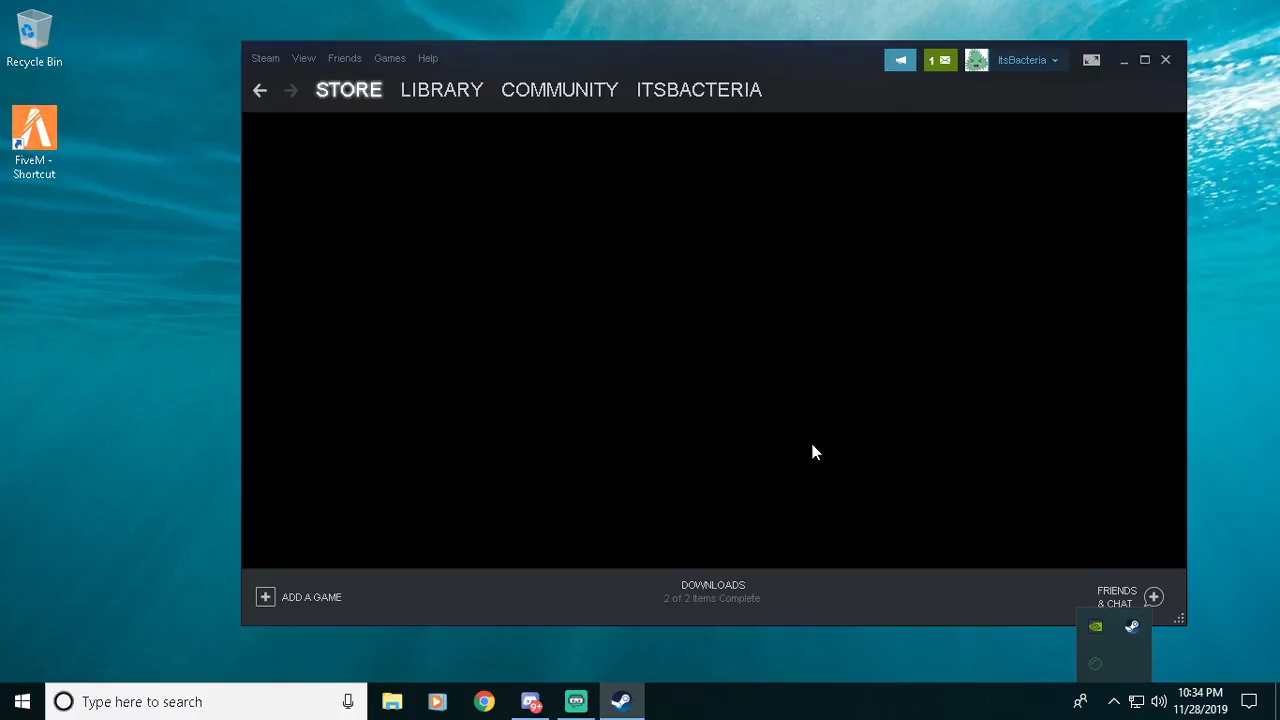 Recycle Bin
FiveM -
Shortcut
Steam View Friends Games Help
1
ItsBacteria
STORE LIBRARY COMMUNITY ITSBACTERIA
ADD A GAME
DOWNLOADS
2 of 2 Items Complete
FRIENDS
& CHAT
Type here to search
10:34 PM
11/28/2019